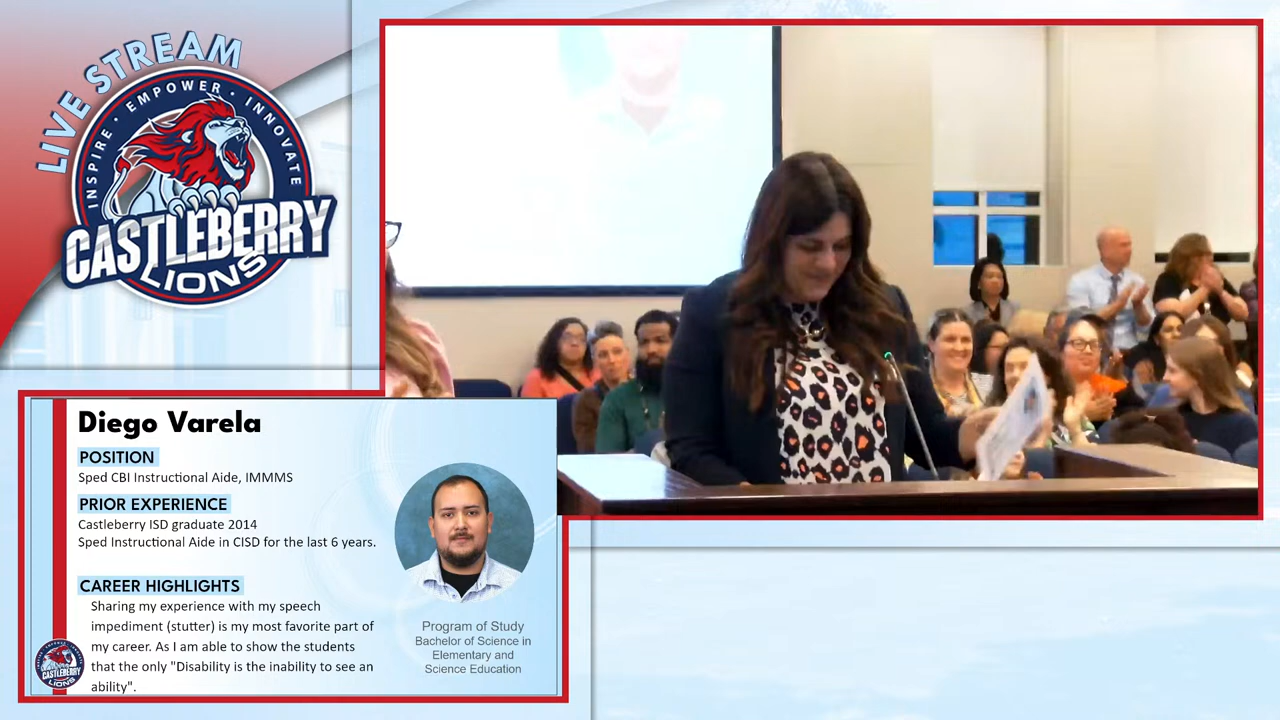 LIVE STREAM
INSPIRE · EMPOWER · INNOVATE
CASTLEBERRY
LIONS
Diego Varela
POSITION
Sped CBI Instructional Aide, IMMMS
PRIOR EXPERIENCE
Castleberry ISD graduate 2014
Sped Instructional Aide in CISD for the last 6 years.
CAREER HIGHLIGHTS
Sharing my experience with my speech
impediment (stutter) is my most favorite part of
my career. As I am able to show the students
that the only "Disability is the inability to see an
ability".
Program of Study
Bachelor of Science in
Elementary and
Science Education
CASTLEBERRY
LIONS